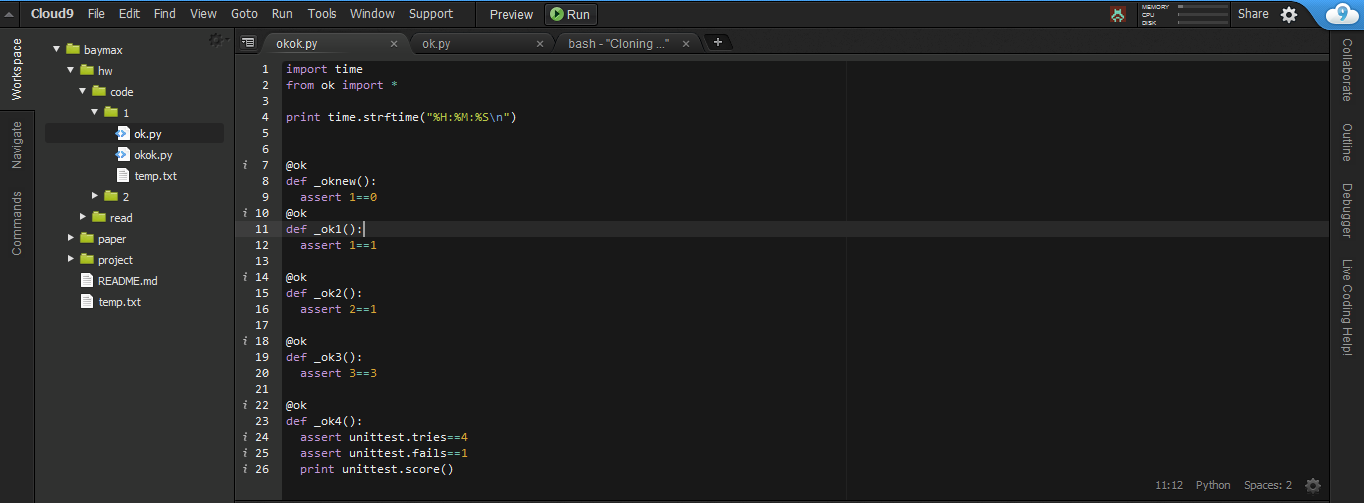 Cloud9 File Edit Find View Goto Run Tools Window Support Preview Run MEMORY CPU DISK Share 9
Workspace
Navigate
Commands
baymax
hw
code
1
ok.py
okok.py
temp.txt
2
read
paper
project
README.md
temp.txt
okok.py × ok.py × bash - "Cloning ..." × +
1 import time
2 from ok import *
3
4 print time.strftime("%H:%M:%S\n")
5
6
i 7 @ok
8 def _oknew():
9 assert 1==0
i 10 @ok
11 def _ok1():
12 assert 1==1
13
i 14 @ok
15 def _ok2():
16 assert 2==1
17
i 18 @ok
19 def _ok3():
20 assert 3==3
21
i 22 @ok
23 def _ok4():
i 24 assert unittest.tries==4
i 25 assert unittest.fails==1
i 26 print unittest.score()
11:12 Python Spaces: 2
Collaborate
Outline
Debugger
Live Coding Help!